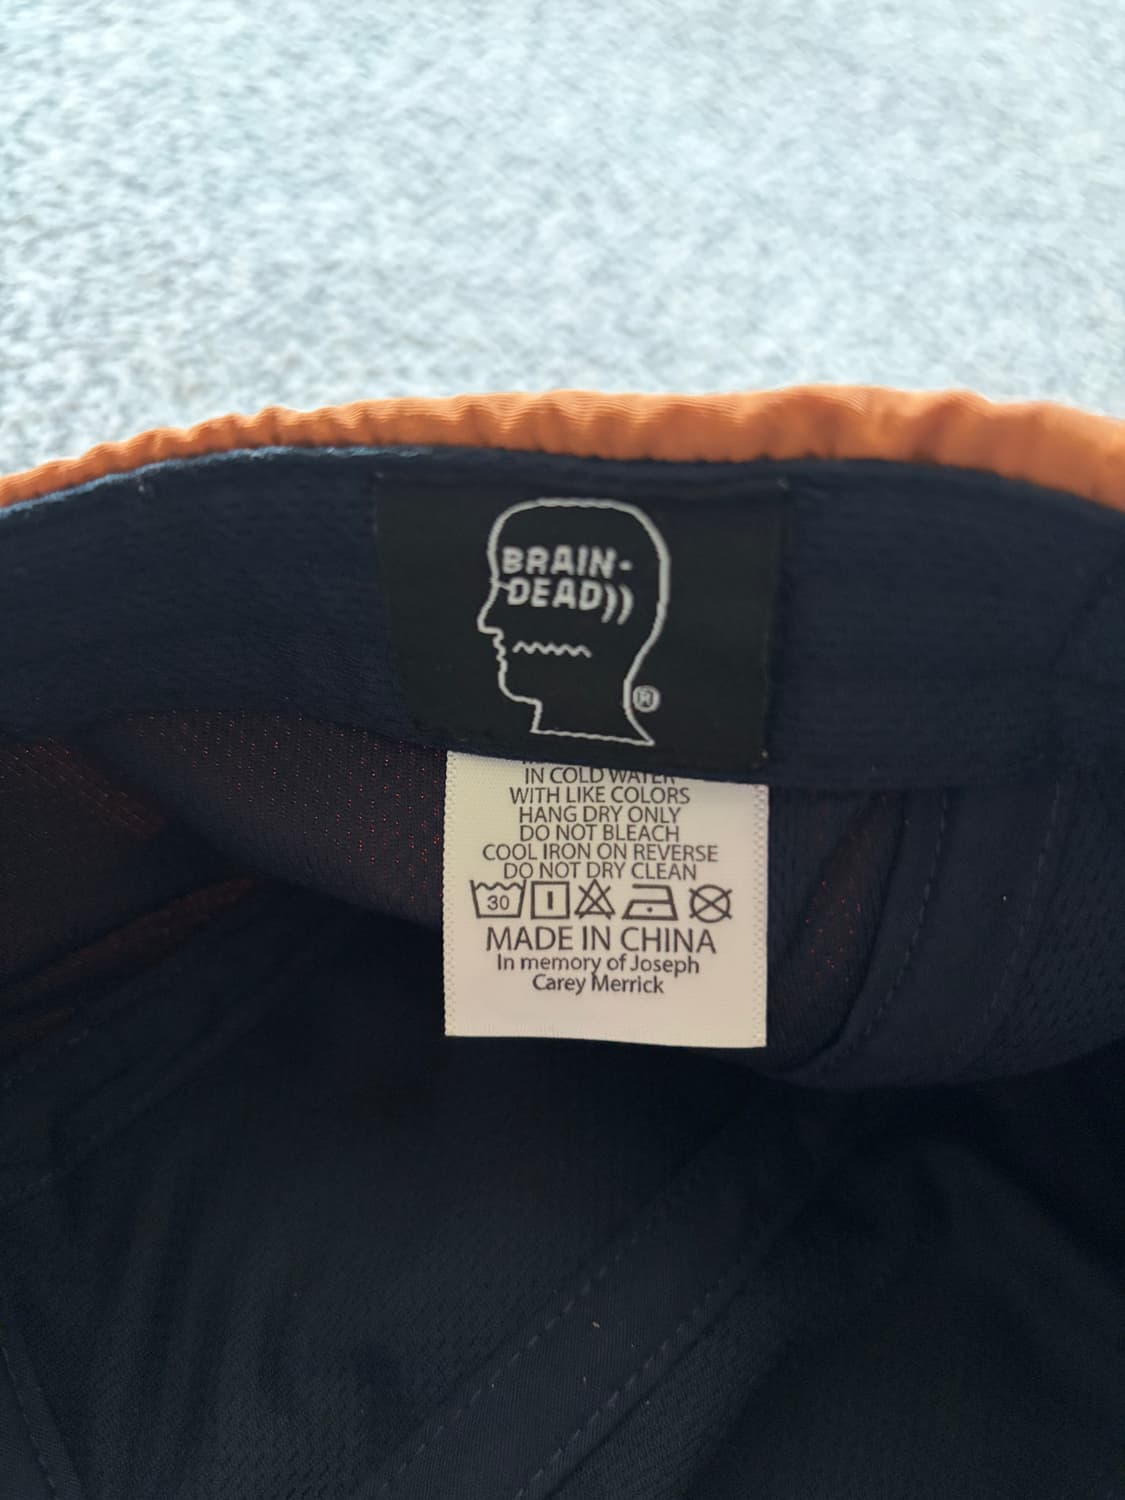 BRAIN-
DEAD))
®
IN COLD WATER
WITH LIKE COLORS
HANG DRY ONLY
DO NOT BLEACH
COOL IRON ON REVERSE
DO NOT DRY CLEAN
30
MADE IN CHINA
In memory of Joseph
Carey Merrick